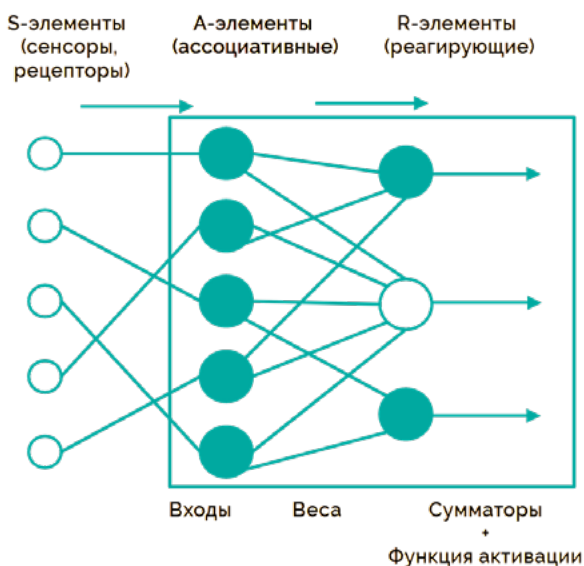 S-элементы
(сенсоры,
рецепторы)
А-элементы
(ассоциативные)
R-элементы
(реагирующие)
Входы
Веса
Сумматоры
+
Функция активации